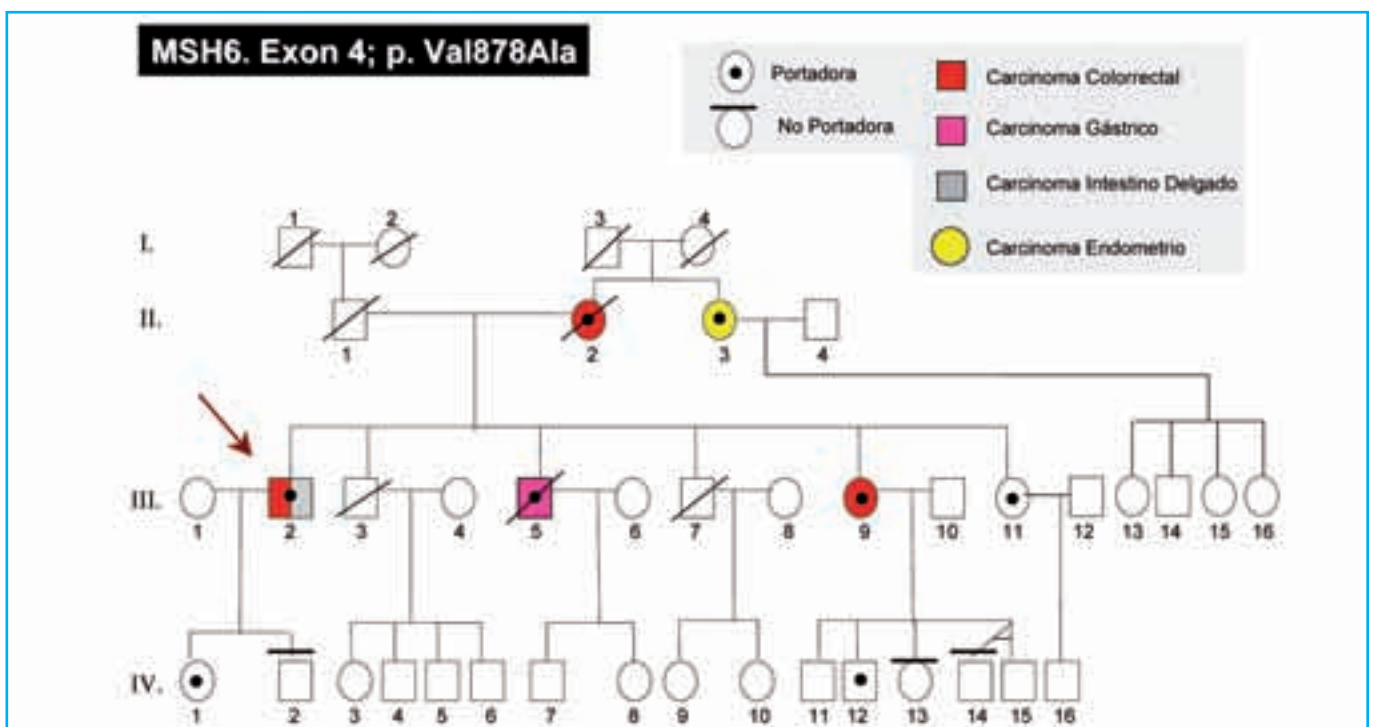 MSH6. Exon 4; p. Val878Ala
Portadora
No Portadora
Carcinoma Colorrectal
Carcinoma Gástrico
Carcinoma Intestino Delgado
Carcinoma Endometrio
I.
1 2 3 4
II.
1 2 3 4
III.
1 2 3 4 5 6 7 8 9 10 11 12 13 14 15 16
IV.
1 2 3 4 5 6 7 8 9 10 11 12 13 14 15 16